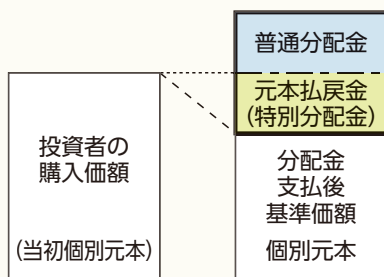 普通分配金
元本払戻金
(特別分配金)
投資者の
購入価額
(当初個別元本)
分配金
支払後
基準価額
個別元本